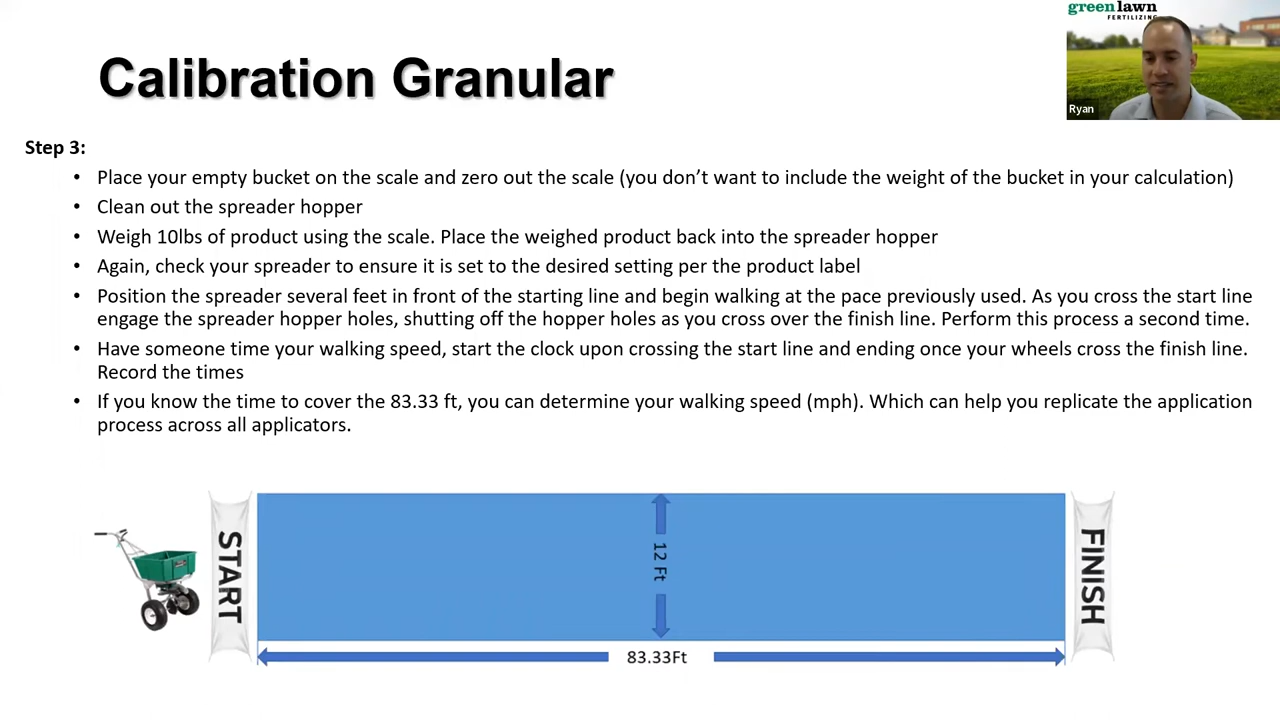 green lawn
FERTILIZING
Ryan
Calibration Granular
Step 3:
• Place your empty bucket on the scale and zero out the scale (you don’t want to include the weight of the bucket in your calculation)
• Clean out the spreader hopper
• Weigh 10lbs of product using the scale. Place the weighed product back into the spreader hopper
• Again, check your spreader to ensure it is set to the desired setting per the product label
• Position the spreader several feet in front of the starting line and begin walking at the pace previously used. As you cross the start line
engage the spreader hopper holes, shutting off the hopper holes as you cross over the finish line. Perform this process a second time.
• Have someone time your walking speed, start the clock upon crossing the start line and ending once your wheels cross the finish line.
Record the times
• If you know the time to cover the 83.33 ft, you can determine your walking speed (mph). Which can help you replicate the application
process across all applicators.
START
12 Ft
FINISH
83.33Ft